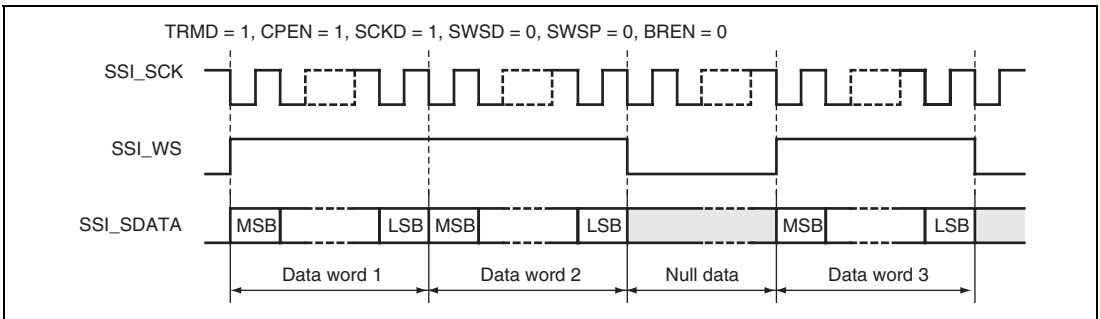 TRMD = 1, CPEN = 1, SCKD = 1, SWSD = 0, SWSP = 0, BREN = 0
SSI_SCK
SSI_WS
SSI_SDATA
MSB LSB MSB LSB MSB LSB
Data word 1 Data word 2 Null data Data word 3